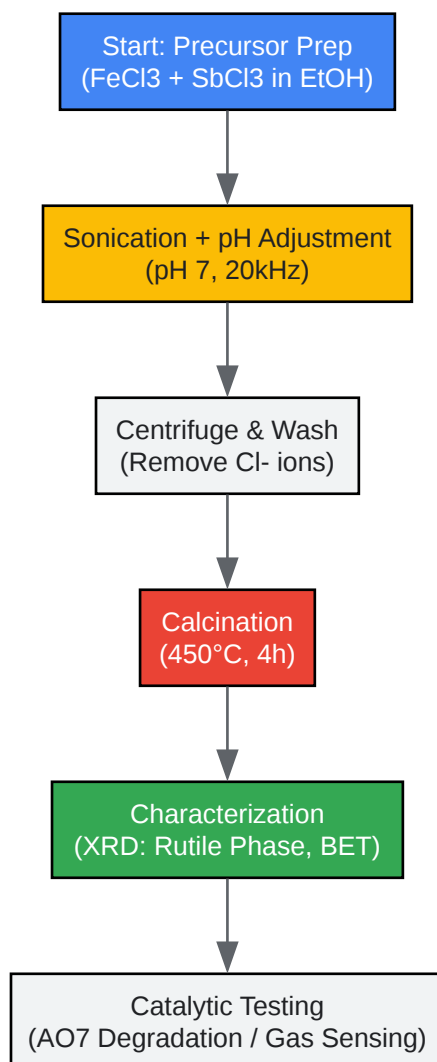 Start: Precursor Prep
(FeCl3 + SbCl3 in EtOH)
Sonication + pH Adjustment
(pH 7, 20kHz)
Centrifuge & Wash
(Remove Cl- ions)
Calcination
(450°C, 4h)
Characterization
(XRD: Rutile Phase, BET)
Catalytic Testing
(AO7 Degradation / Gas Sensing)